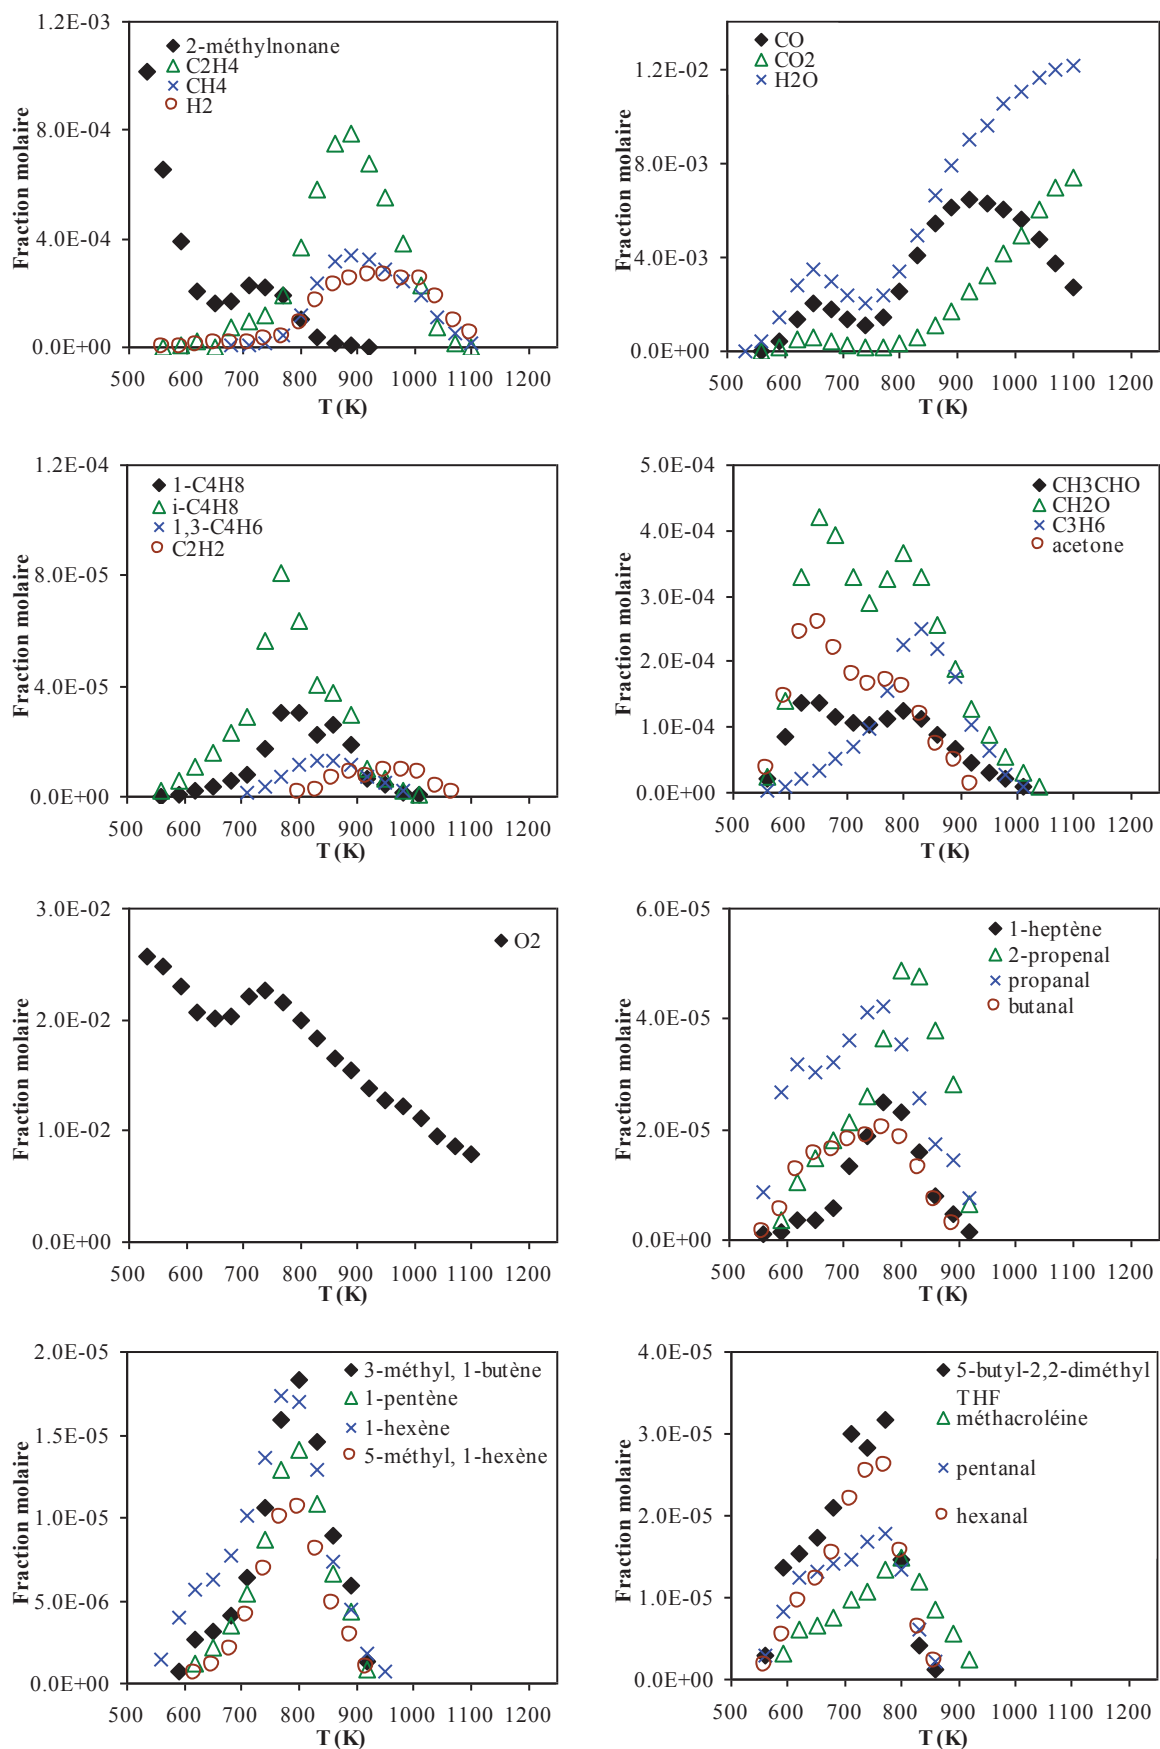 1.2E-03
8.0E-04
4.0E-04
0.0E+00
Fraction molaire
2-méthylnonane
C2H4
CH4
H2
500 600 700 800 900 1000 1100 1200
T (K)
1.2E-02
8.0E-03
4.0E-03
0.0E+00
Fraction molaire
CO
CO2
H2O
500 600 700 800 900 1000 1100 1200
T (K)
1.2E-04
8.0E-05
4.0E-05
0.0E+00
Fraction molaire
1-C4H8
i-C4H8
1,3-C4H6
C2H2
500 600 700 800 900 1000 1100 1200
T (K)
5.0E-04
4.0E-04
3.0E-04
2.0E-04
1.0E-04
0.0E+00
Fraction molaire
CH3CHO
CH2O
C3H6
acetone
500 600 700 800 900 1000 1100 1200
T (K)
3.0E-02
2.0E-02
1.0E-02
0.0E+00
Fraction molaire
O2
500 600 700 800 900 1000 1100 1200
T (K)
6.0E-05
4.0E-05
2.0E-05
0.0E+00
Fraction molaire
1-heptène
2-propenal
propanal
butanal
500 600 700 800 900 1000 1100 1200
T (K)
2.0E-05
1.5E-05
1.0E-05
5.0E-06
0.0E+00
Fraction molaire
3-méthyl, 1-butène
1-pentène
1-hexène
5-méthyl, 1-hexène
500 600 700 800 900 1000 1100 1200
T (K)
4.0E-05
3.0E-05
2.0E-05
1.0E-05
0.0E+00
Fraction molaire
5-butyl-2,2-diméthyl
THF
méthacroléine
pentanal
hexanal
500 600 700 800 900 1000 1100 1200
T (K)